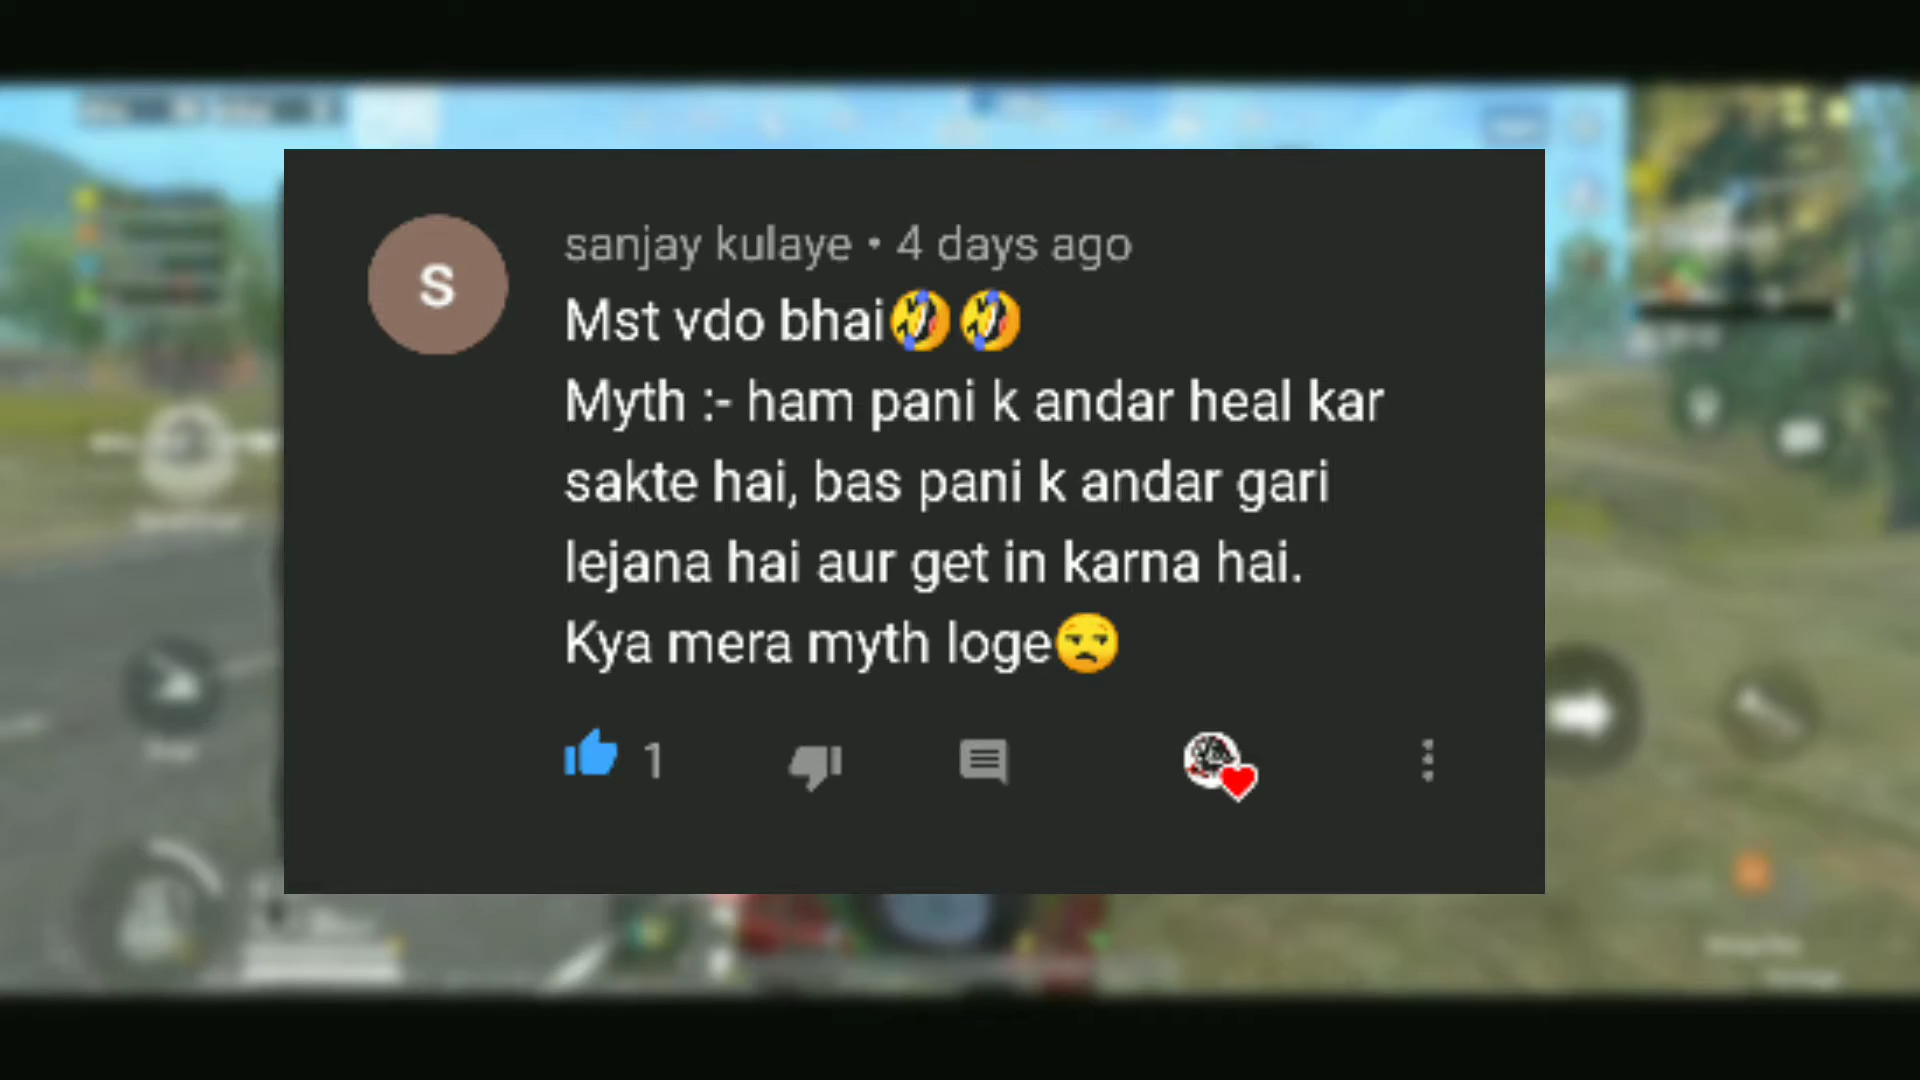 S
sanjay kulaye • 4 days ago
Mst vdo bhai🤣🤣
Myth :- ham pani k andar heal kar
sakte hai, bas pani k andar gari
lejana hai aur get in karna hai.
Kya mera myth loge😒
1